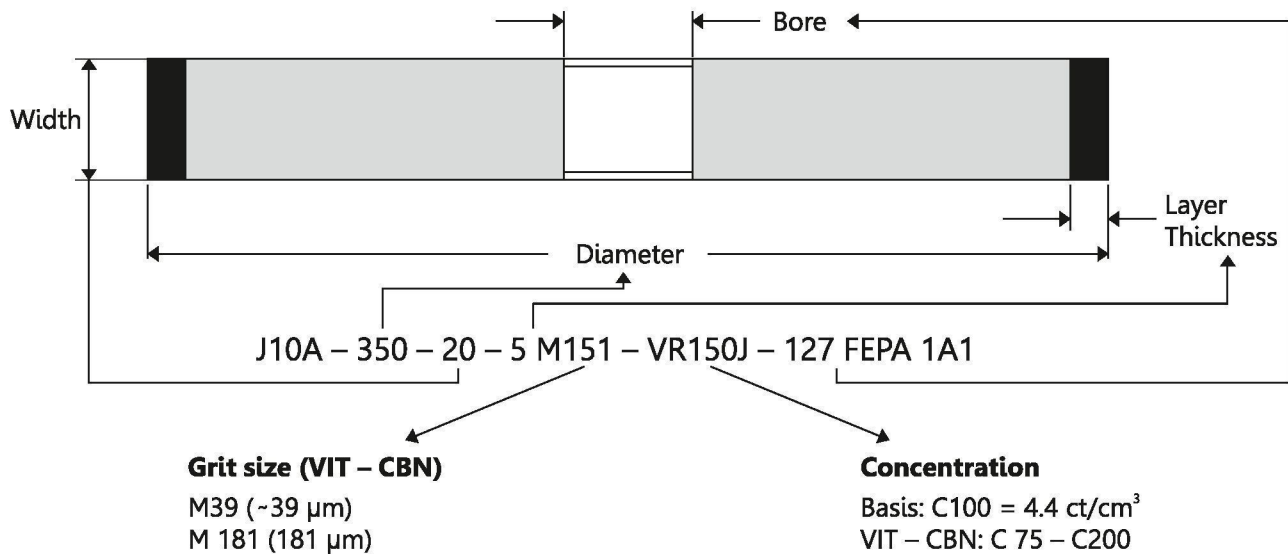 Bore
Width
Layer
Thickness
Diameter
J10A – 350 – 20 – 5 M151 – VR150J – 127 FEPA 1A1
Grit size (VIT – CBN)
M39 (~39 µm)
M 181 (181 µm)
Concentration
Basis: C100 = 4.4 ct/cm³
VIT – CBN: C 75 – C200